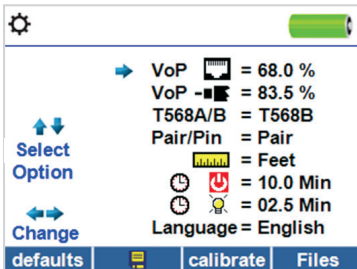 VoP = 68.0 %
VoP = 83.5 %
T568A/B = T568B
Pair/Pin = Pair
= Feet
= 10.0 Min
= 02.5 Min
Language = English
Select
Option
Change
defaults calibrate Files